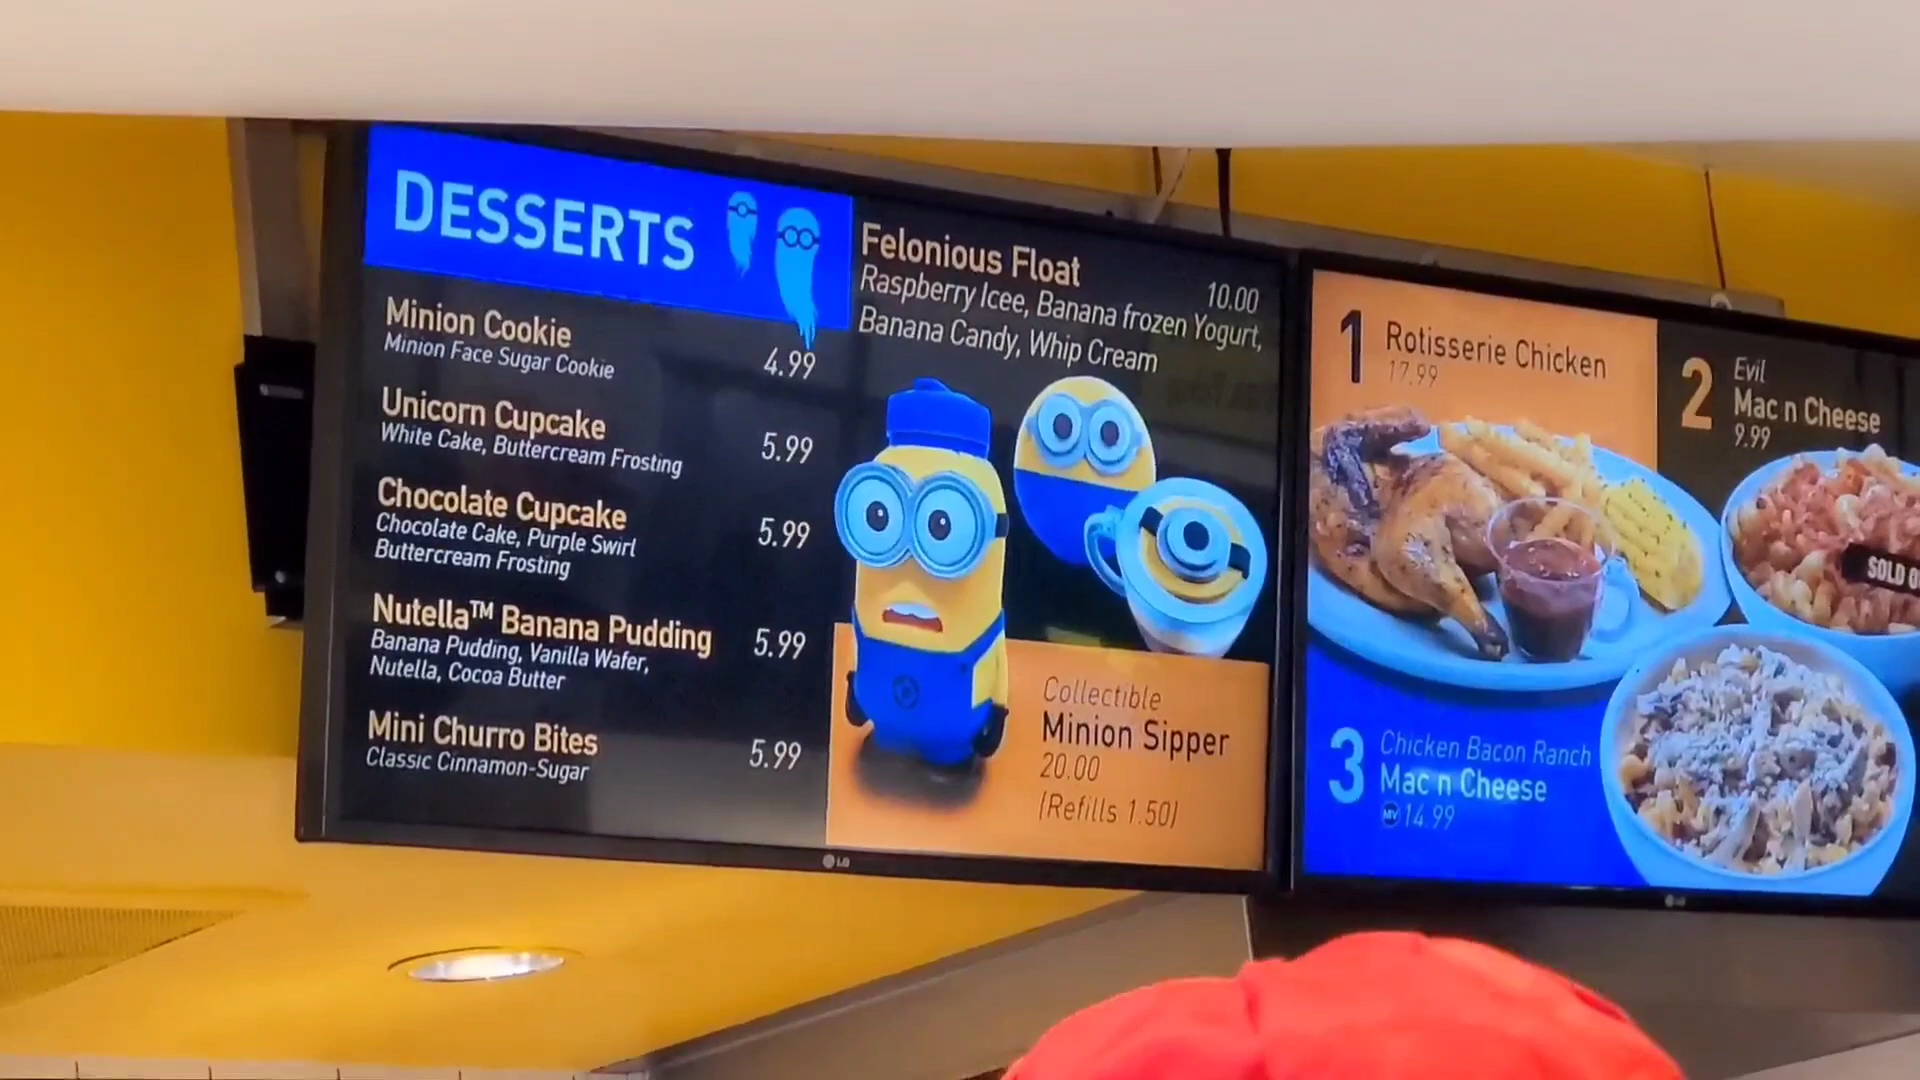 DESSERTS
Minion Cookie
Minion Face Sugar Cookie
4.99
Unicorn Cupcake
White Cake, Buttercream Frosting
5.99
Chocolate Cupcake
Chocolate Cake, Purple Swirl
Buttercream Frosting
5.99
Nutella™ Banana Pudding
Banana Pudding, Vanilla Wafer,
Nutella, Cocoa Butter
5.99
Mini Churro Bites
Classic Cinnamon-Sugar
5.99
Felonious Float
10.00
Raspberry Icee, Banana frozen Yogurt,
Banana Candy, Whip Cream
Collectible
Minion Sipper
20.00
(Refills 1.50)
LG
1 Rotisserie Chicken
17.99
2 Evil
Mac n Cheese
9.99
SOLD O
3 Chicken Bacon Ranch
Mac n Cheese
14.99
LG